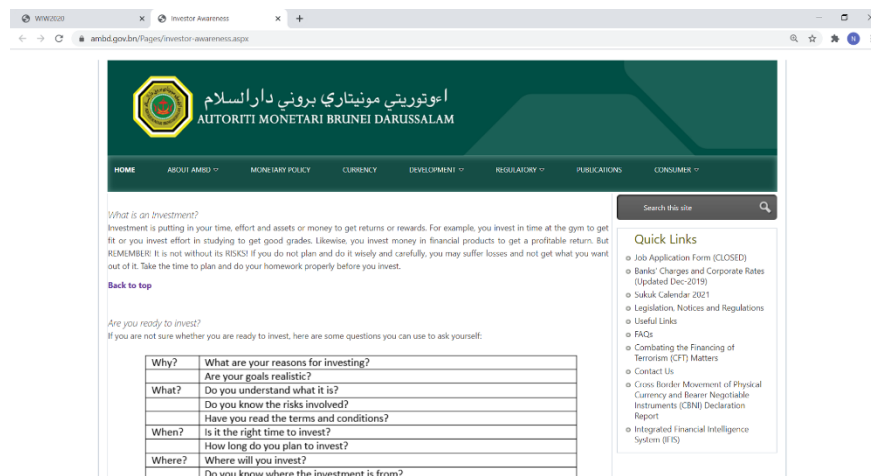 WIW2020
Investor Awareness
ambd.gov.bn/Pages/investor-awareness.aspx
N
اءوتوريتي مونيتاري بروني دارالسلام
AUTORITI MONETARI BRUNEI DARUSSALAM
HOME ABOUT AMBD MONETARY POLICY CURRENCY DEVELOPMENT REGULATORY PUBLICATIONS CONSUMER
Search this site
What is an Investment?
Investment is putting in your time, effort and assets or money to get returns or rewards. For example, you invest in time at the gym to get
fit or you invest effort in studying to get good grades. Likewise, you invest money in financial products to get a profitable return. But
REMEMBER! It is not without its RISKS! If you do not plan and do it wisely and carefully, you may suffer losses and not get what you want
out of it. Take the time to plan and do your homework properly before you invest.
Back to top
Are you ready to invest?
If you are not sure whether you are ready to invest, here are some questions you can use to ask yourself:
Why? What are your reasons for investing?
Are your goals realistic?
What? Do you understand what it is?
Do you know the risks involved?
Have you read the terms and conditions?
When? Is it the right time to invest?
How long do you plan to invest?
Where? Where will you invest?
Do you know where the investment is from?
Quick Links
Job Application Form (CLOSED)
Banks' Charges and Corporate Rates
(Updated Dec-2019)
Sukuk Calendar 2021
Legislation, Notices and Regulations
Useful Links
FAQs
Combating the Financing of
Terrorism (CFT) Matters
Contact Us
Cross Border Movement of Physical
Currency and Bearer Negotiable
Instruments (CBNI) Declaration
Report
Integrated Financial Intelligence
System (IFIS)